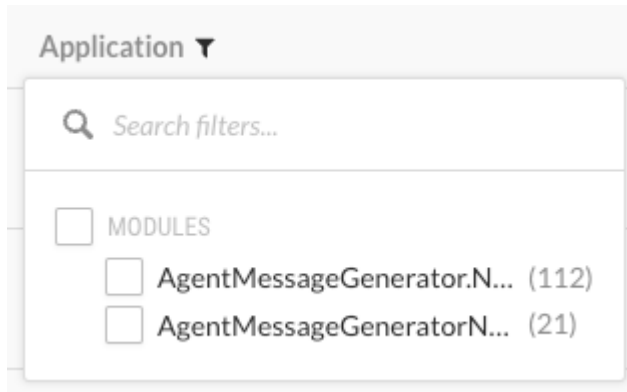 Application
Search filters...
MODULES
AgentMessageGenerator.N... (112)
AgentMessageGeneratorN... (21)